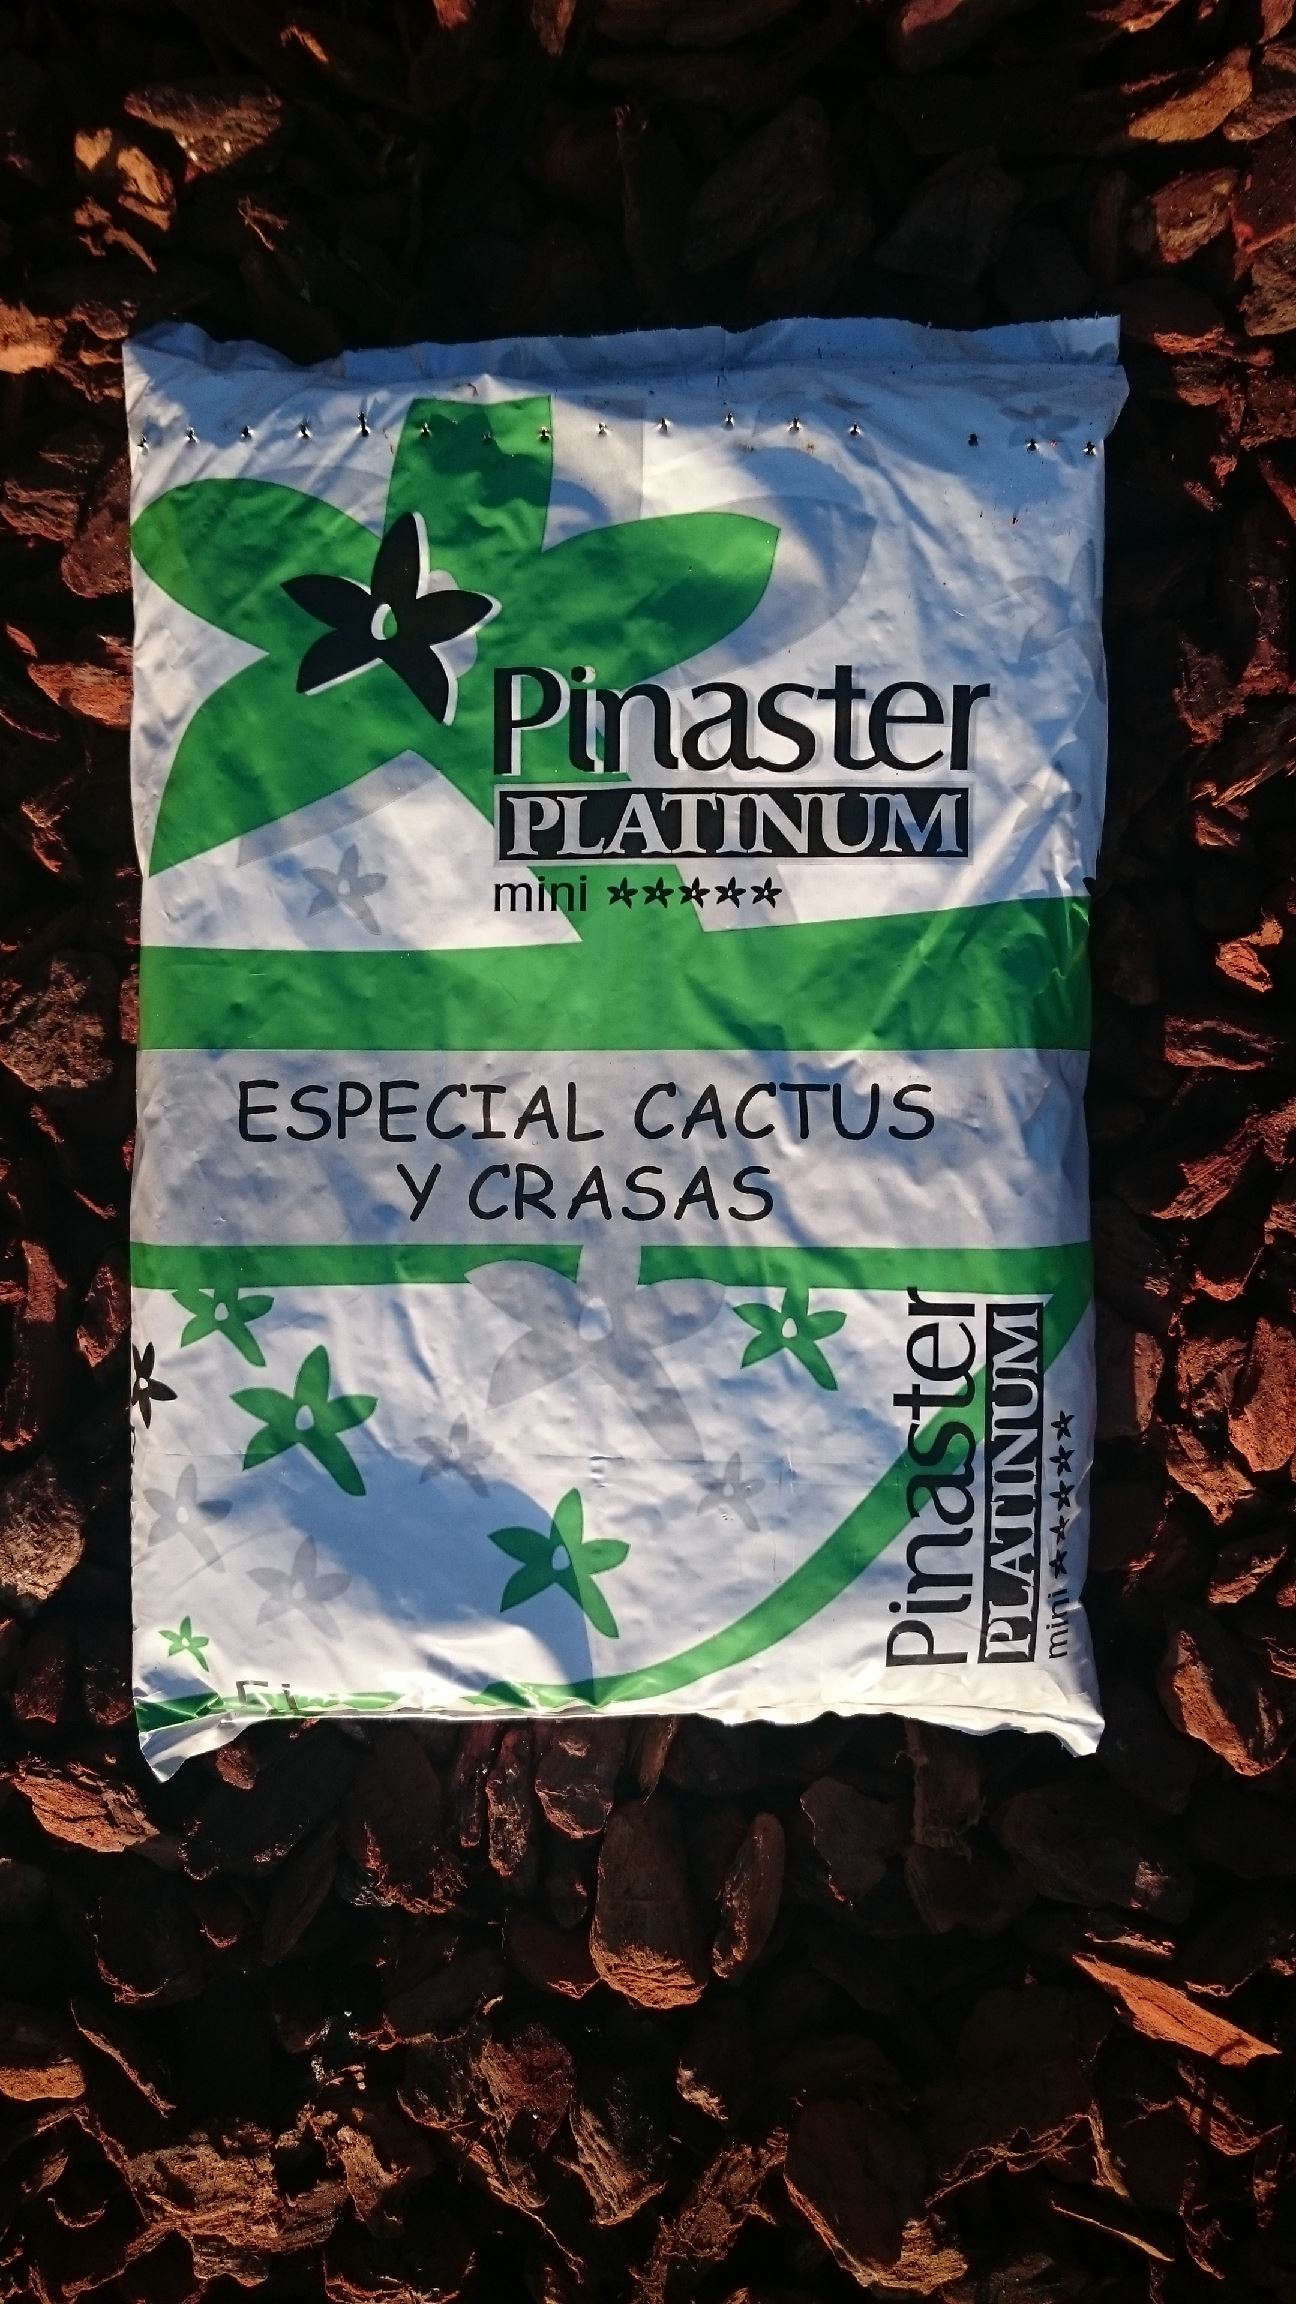 Pinaster
PLATINUM
mini
ESPECIAL CACTUS
Y CRASAS
Pinaster
PLATINUM
mini